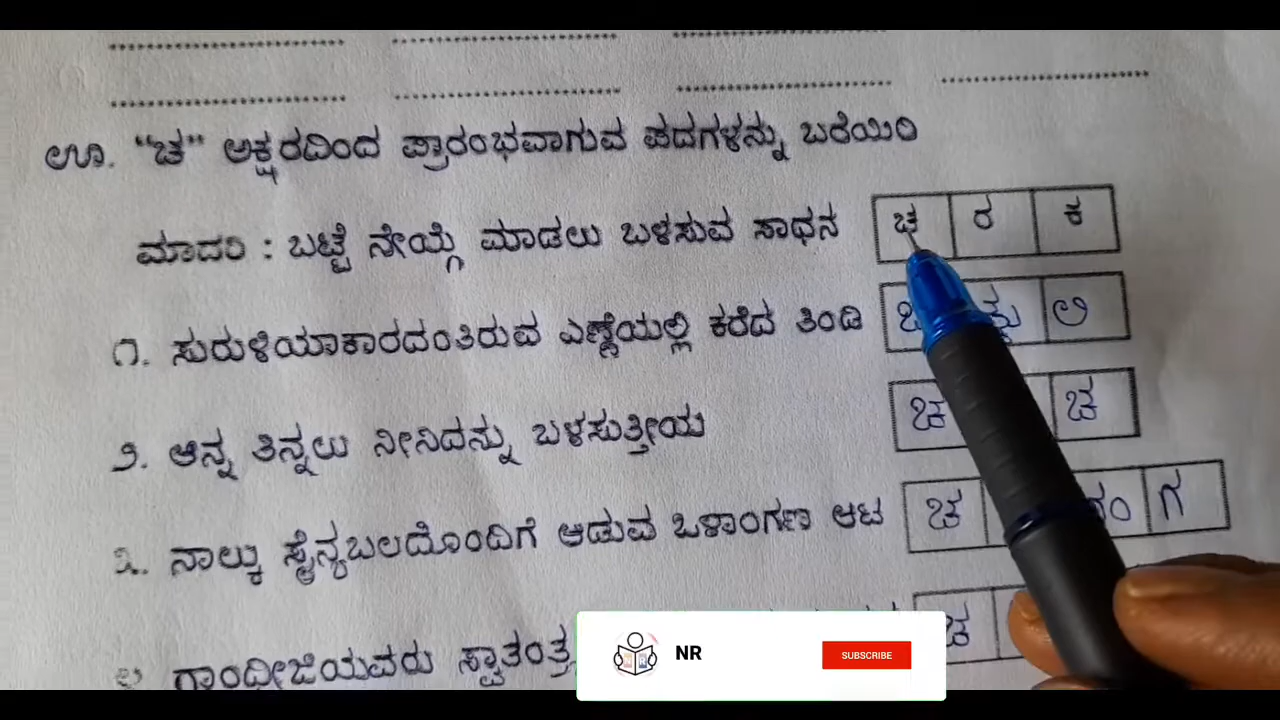 ಊ. "ಚ" ಅಕ್ಷರದಿಂದ ಪ್ರಾರಂಭವಾಗುವ ಪದಗಳನ್ನು ಬರೆಯಿರಿ
ಮಾದರಿ : ಬಟ್ಟೆ ನೇಯ್ಗೆ ಮಾಡಲು ಬಳಸುವ ಸಾಧನ ಚ ರ ಕ
೧. ಸುರುಳಿಯಾಕಾರದಂತಿರುವ ಎಣ್ಣೆಯಲ್ಲಿ ಕರೆದ ತಿಂಡಿ ಲಿ
೨. ಅನ್ನ ತಿನ್ನಲು ನೀನಿದನ್ನು ಬಳಸುತ್ತೀಯ ಚ ಚ
೩. ನಾಲ್ಕು ಸೈನ್ಯಬಲದೊಂದಿಗೆ ಆಡುವ ಒಳಾಂಗಣ ಆಟ ಚ ರಂ ಗ
೪. ಗಾಂಧೀಜಿಯವರು ಸ್ವಾತಂತ್ರ್ಯ ಚ
NR
SUBSCRIBE